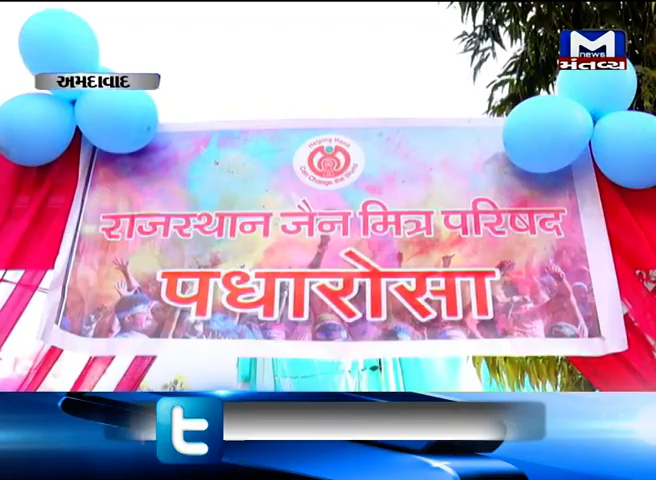 અમદાવાદ
M
news
મંતવ્ય
Helping Hand
Can Change the World
राजस्थान जैन मित्र परिषद
पधारोसा